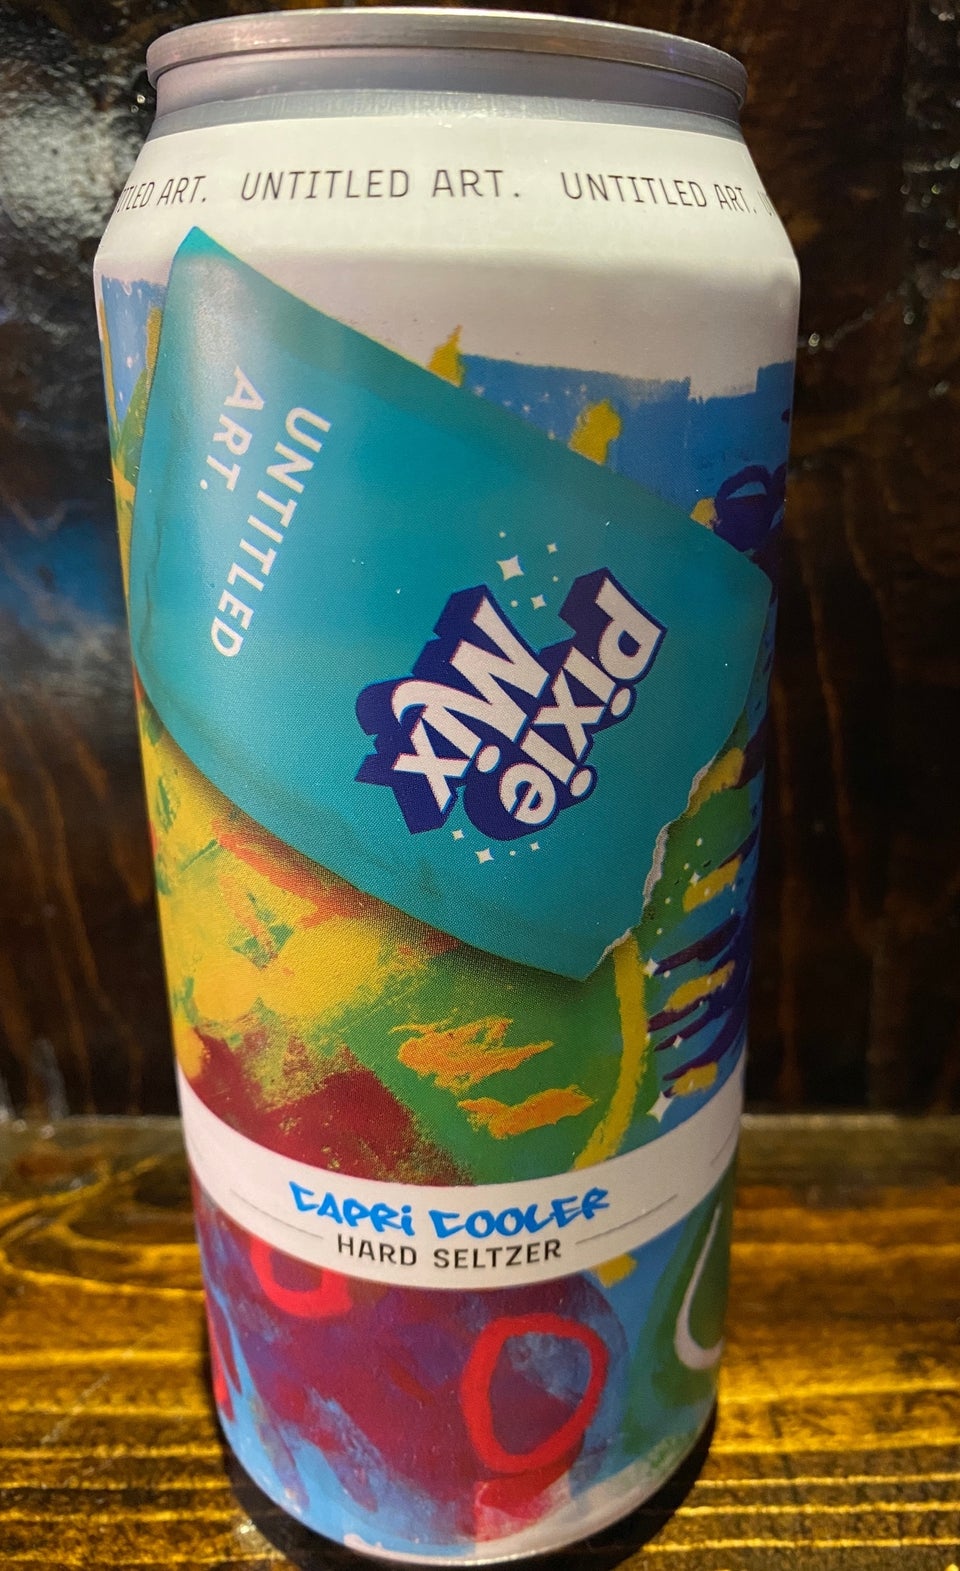 UNTITLED ART. UNTITLED ART.
UNTITLED
ART.
Pixie
Mix
CAPRI COOLER
HARD SELTZER